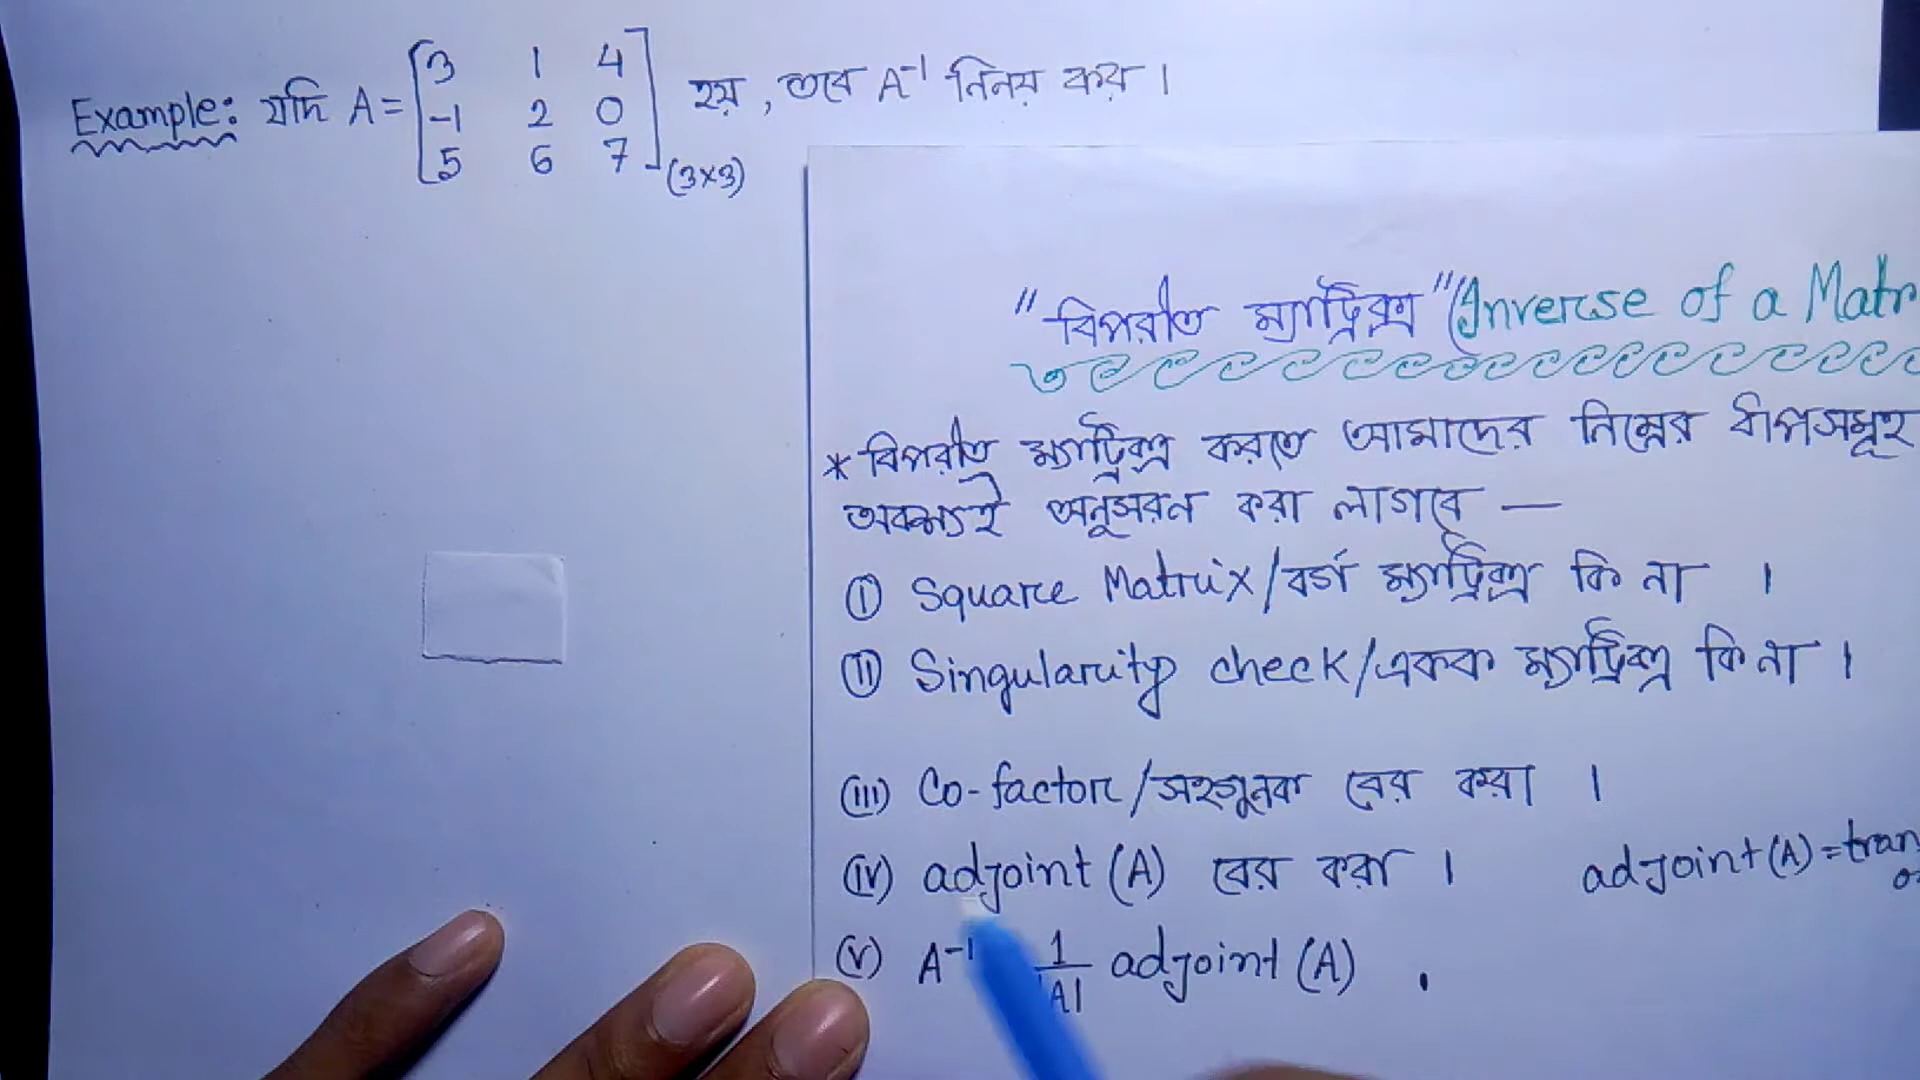 Example: যদি A = [3 1 4
-1 2 0
5 6 7](3×3) হয়, তবে A⁻¹ নিনয় কর।
"বিপরীত ম্যাট্রিক্স" (Inverse of a Matr
* বিপরীত ম্যাট্রিক্স করতে আমাদের নিম্নের ধাপসমূহ
অবশ্যই অনুসরন করা লাগবে —
(i) Square Matrix/বর্গ ম্যাট্রিক্স কি না ।
(ii) Singularity check/একক ম্যাট্রিক্স কি না ।
(iii) Co-factor/সহগুনক বের করা ।
(iv) adjoint (A) বের করা । adjoint (A) = tran
(v) A⁻¹ 1/|A| adjoint (A) .